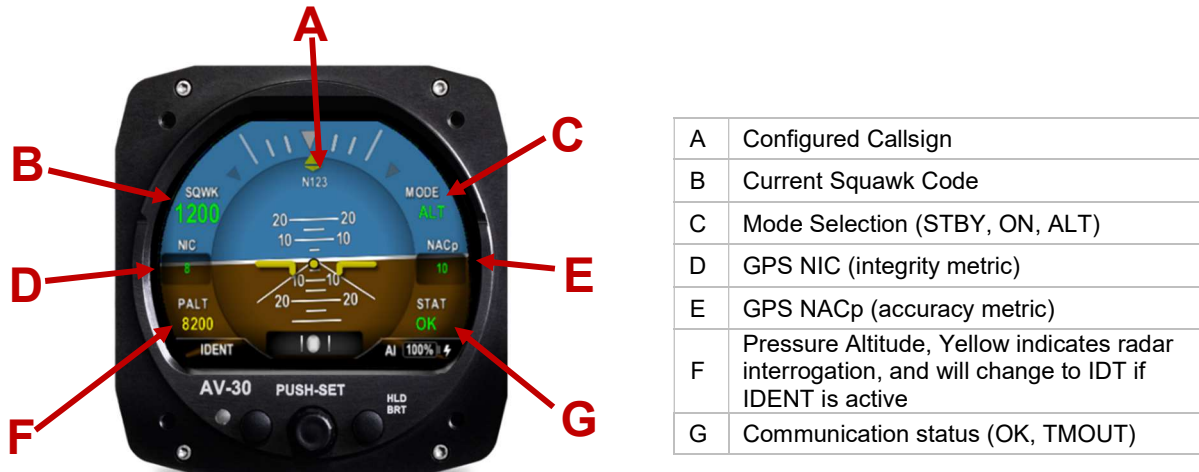 A
B
C
D
E
F
G
N123
SQWK
1200
MODE
ALT
20 20
10 10
NIC
8
NACp
10
10 10
20 20
PALT
8200
STAT
OK
IDENT
AI 100%
AV-30 PUSH-SET
HLD
BRT
A Configured Callsign
B Current Squawk Code
C Mode Selection (STBY, ON, ALT)
D GPS NIC (integrity metric)
E GPS NACp (accuracy metric)
F Pressure Altitude, Yellow indicates radar
interrogation, and will change to IDT if
IDENT is active
G Communication status (OK, TMOUT)